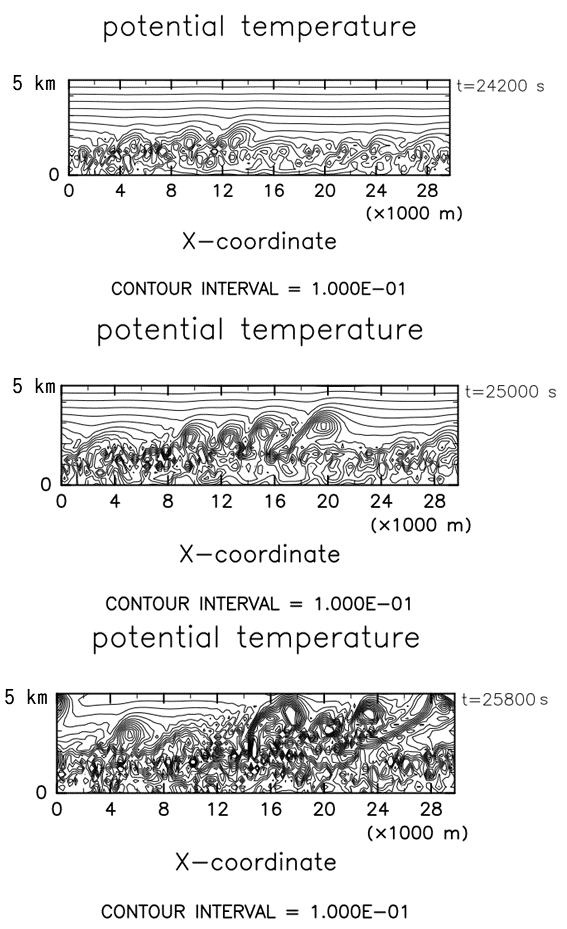 potential temperature
5 km
t=24200 s
0
0 4 8 12 16 20 24 28
(×1000 m)
X-coordinate
CONTOUR INTERVAL = 1.000E-01
potential temperature
5 km
t=25000 s
0
0 4 8 12 16 20 24 28
(×1000 m)
X-coordinate
CONTOUR INTERVAL = 1.000E-01
potential temperature
5 km
t=25800 s
0
0 4 8 12 16 20 24 28
(×1000 m)
X-coordinate
CONTOUR INTERVAL = 1.000E-01